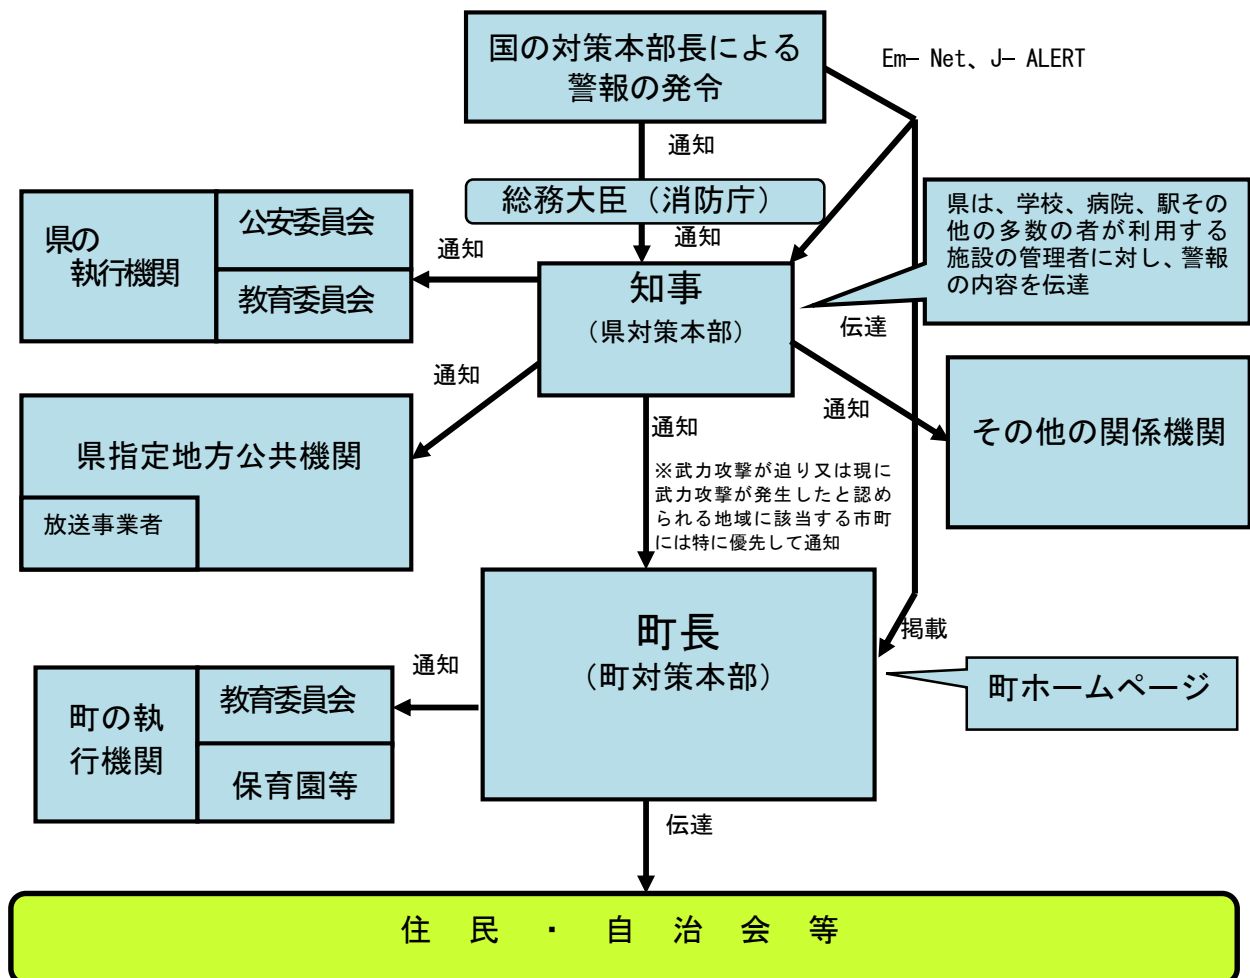 国の対策本部長による
警報の発令
Em− Net、J− ALERT
通知
総務大臣（消防庁）
通知
県の
執行機関
公安委員会
教育委員会
通知
知事
（県対策本部）
県は、学校、病院、駅その
他の多数の者が利用する
施設の管理者に対し、警報
の内容を伝達
伝達
通知
県指定地方公共機関
放送事業者
通知
※武力攻撃が迫り又は現に
武力攻撃が発生したと認め
られる地域に該当する市町
には特に優先して通知
通知
その他の関係機関
町長
（町対策本部）
掲載
町ホームページ
通知
町の執
行機関
教育委員会
保育園等
伝達
住 民 ・ 自 治 会 等